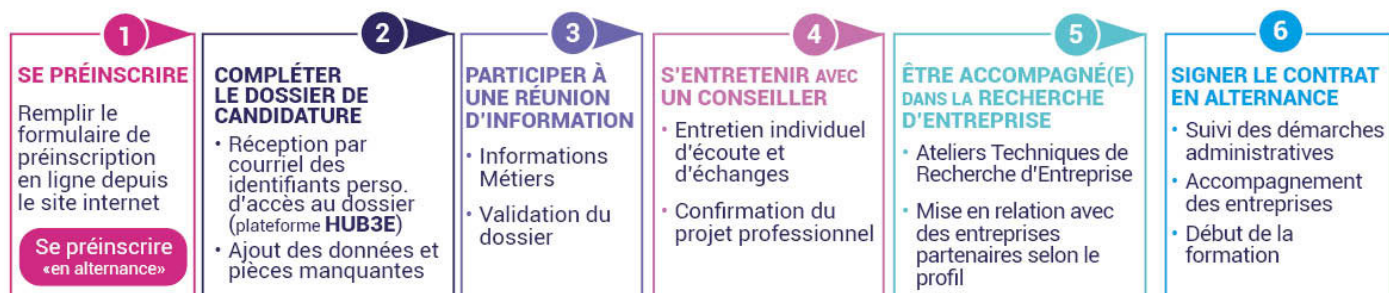 1
SE PRÉINSCRIRE
Remplir le
formulaire de
préinscription
en ligne depuis
le site internet
Se préinscrire
«en alternance»
2
COMPLÉTER
LE DOSSIER DE
CANDIDATURE
• Réception par
courriel des
identifiants perso.
d'accès au dossier
(plateforme HUB3E)
• Ajout des données et
pièces manquantes
3
PARTICIPER À
UNE RÉUNION
D'INFORMATION
• Informations
Métiers
• Validation du
dossier
4
S'ENTRETENIR AVEC
UN CONSEILLER
• Entretien individuel
d'écoute et
d'échanges
• Confirmation du
projet professionnel
5
ÊTRE ACCOMPAGNÉ(E)
DANS LA RECHERCHE
D'ENTREPRISE
• Ateliers Techniques de
Recherche d'Entreprise
• Mise en relation avec
des entreprises
partenaires selon le
profil
6
SIGNER LE CONTRAT
EN ALTERNANCE
• Suivi des démarches
administratives
• Accompagnement
des entreprises
• Début de la
formation